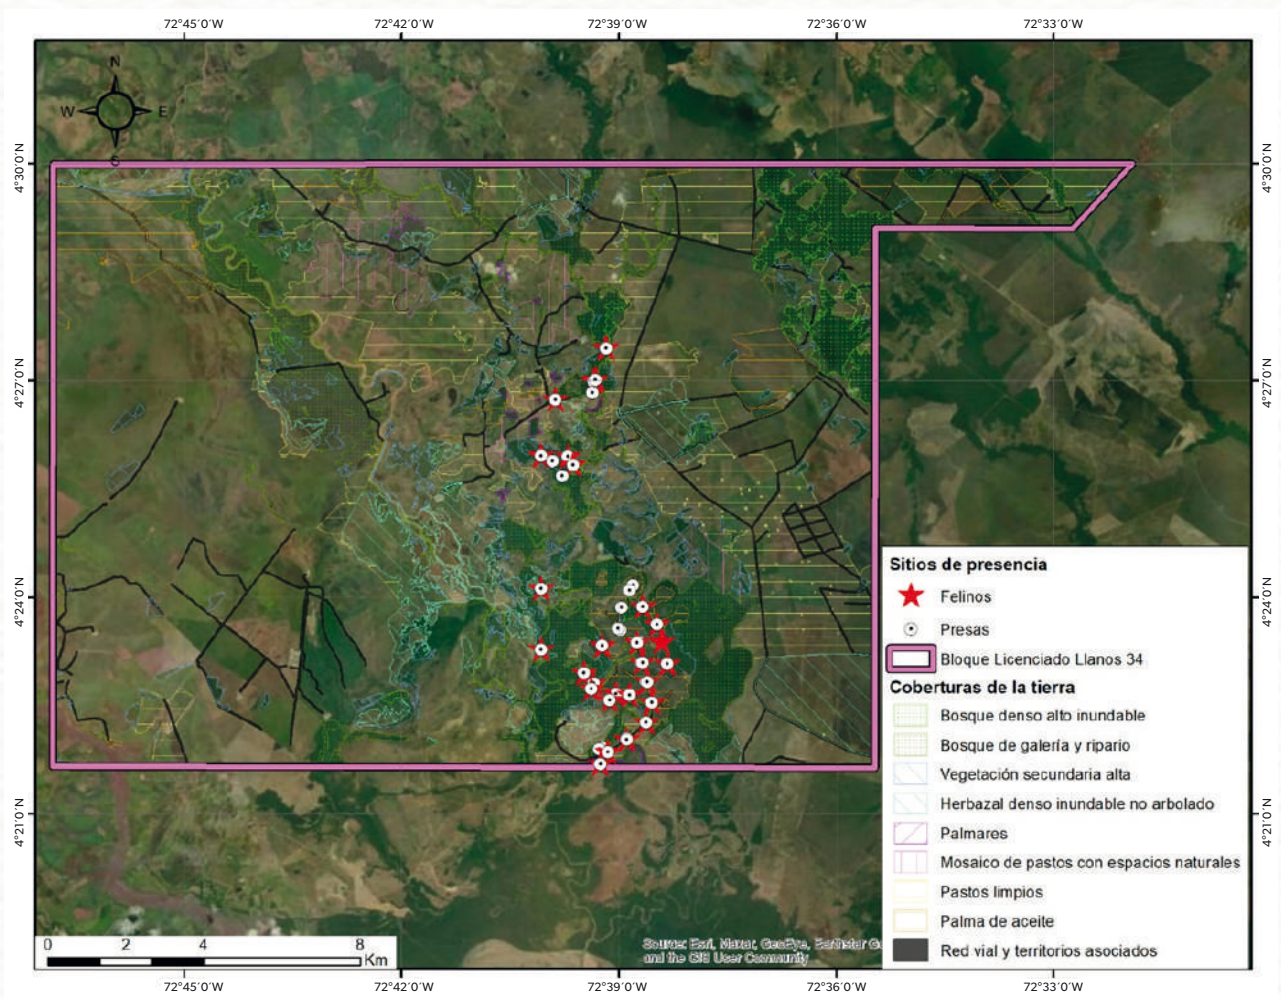 72°45'0"W 72°42'0"W 72°39'0"W 72°36'0"W 72°33'0"W
N
W E
S
4°30'0"N 4°30'0"N
4°27'0"N 4°27'0"N
4°24'0"N 4°24'0"N
4°21'0"N 4°21'0"N
Sitios de presencia
Felinos
Presas
Bloque Licenciado Llanos 34
Coberturas de la tierra
Bosque denso alto inundable
Bosque de galería y ripario
Vegetación secundaria alta
Herbazal denso inundable no arbolado
Palmares
Mosaico de pastos con espacios naturales
Pastos limpios
Palma de aceite
Red vial y territorios asociados
0 2 4 8
Km
Source: Esri, Maxar, GeoEye, Earthstar Ge
and the GIS User Community
72°45'0"W 72°42'0"W 72°39'0"W 72°36'0"W 72°33'0"W